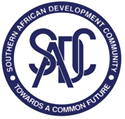 SOUTHERN AFRICAN DEVELOPMENT COMMUNITY
SADC
TOWARDS A COMMON FUTURE